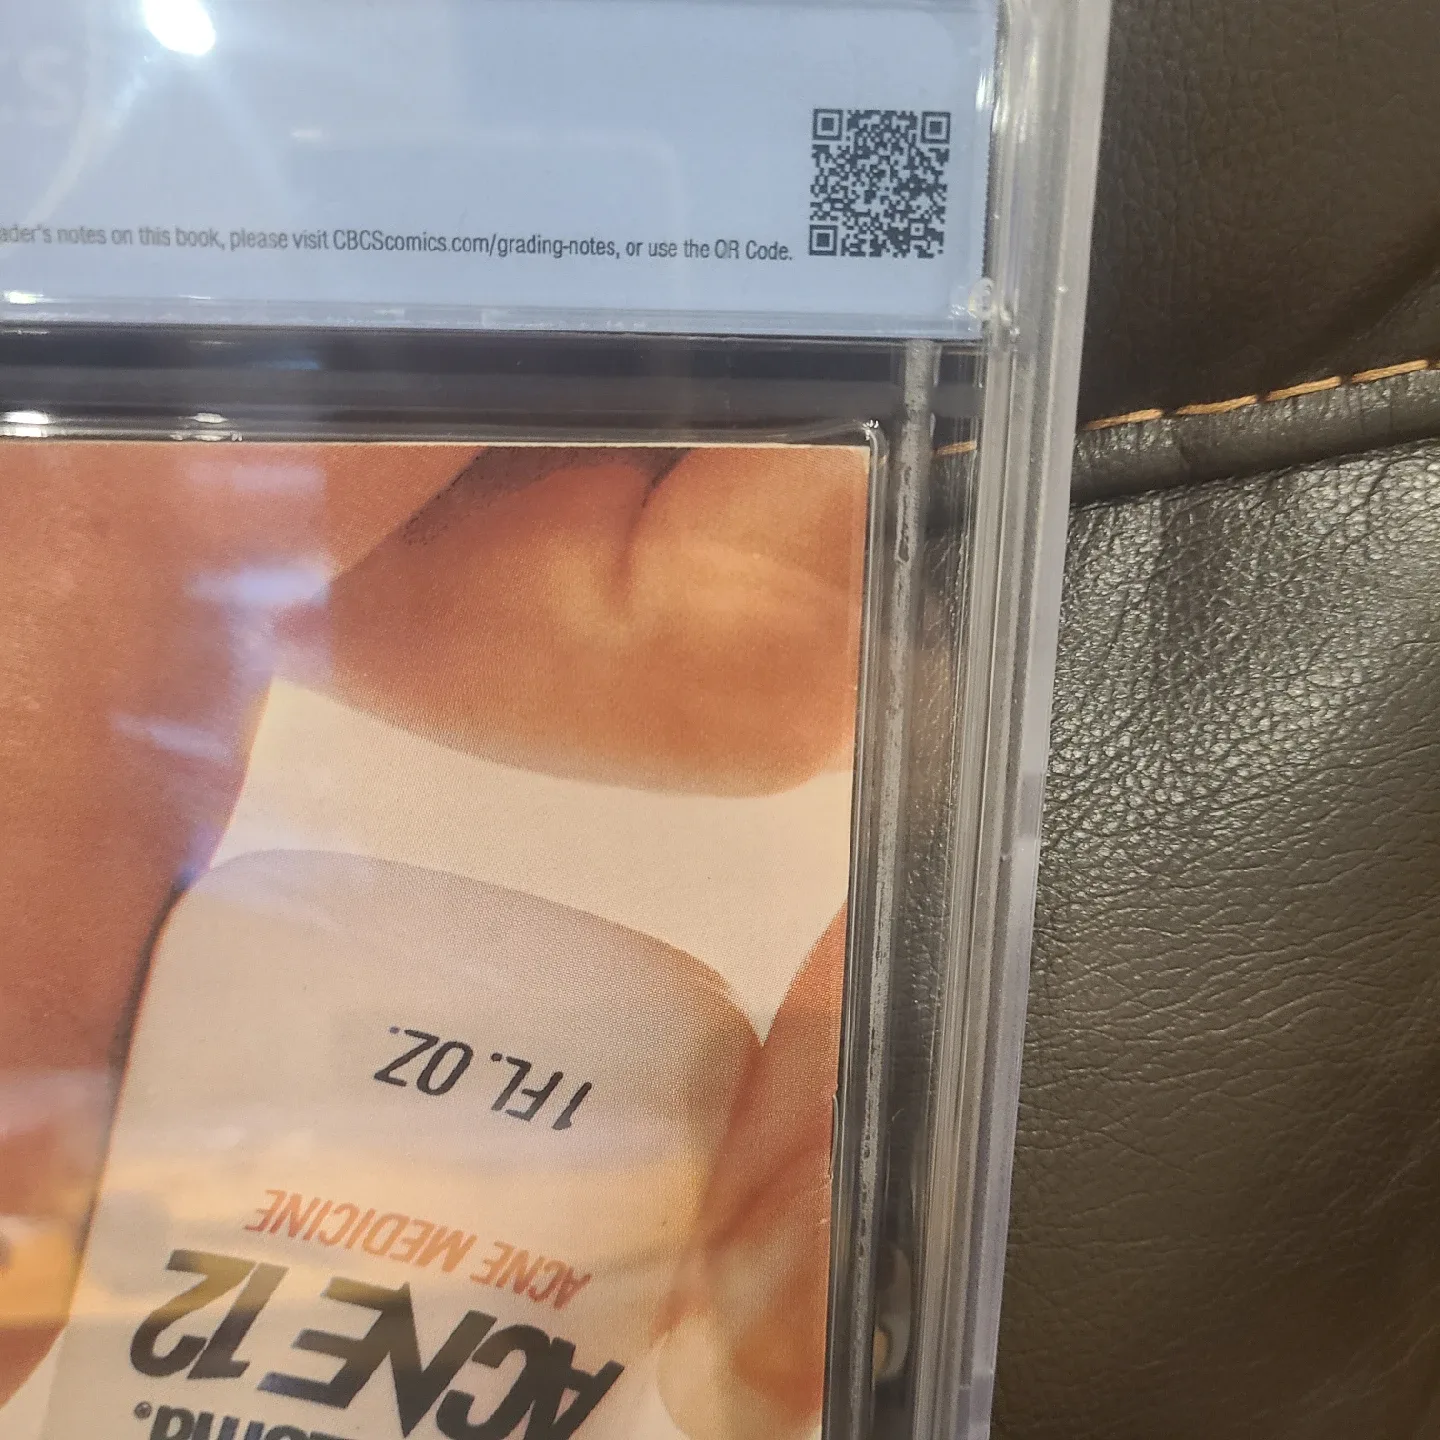 ader's notes on this book, please visit CBCScomics.com/grading-notes, or use the QR Code.
1 FL. OZ.
ACNE MEDICINE
ACNE 12